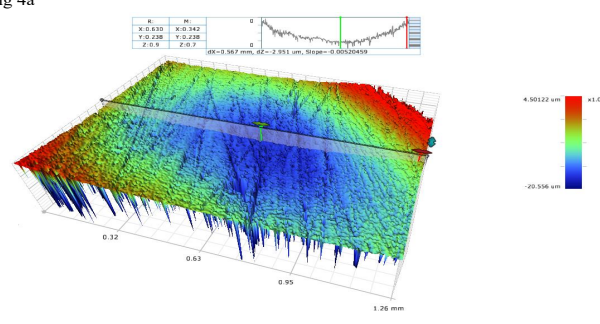 ng 4a
R: M:
X:0.630 X:0.342
Y:0.238 Y:0.238
Z:0.9 Z:0.7
0
0
dX=0.567 mm, dZ=-2.951 um, Slope=-0.00520459
4.50122 um x1.0
-20.556 um
0.32
0.63
0.95
1.26 mm